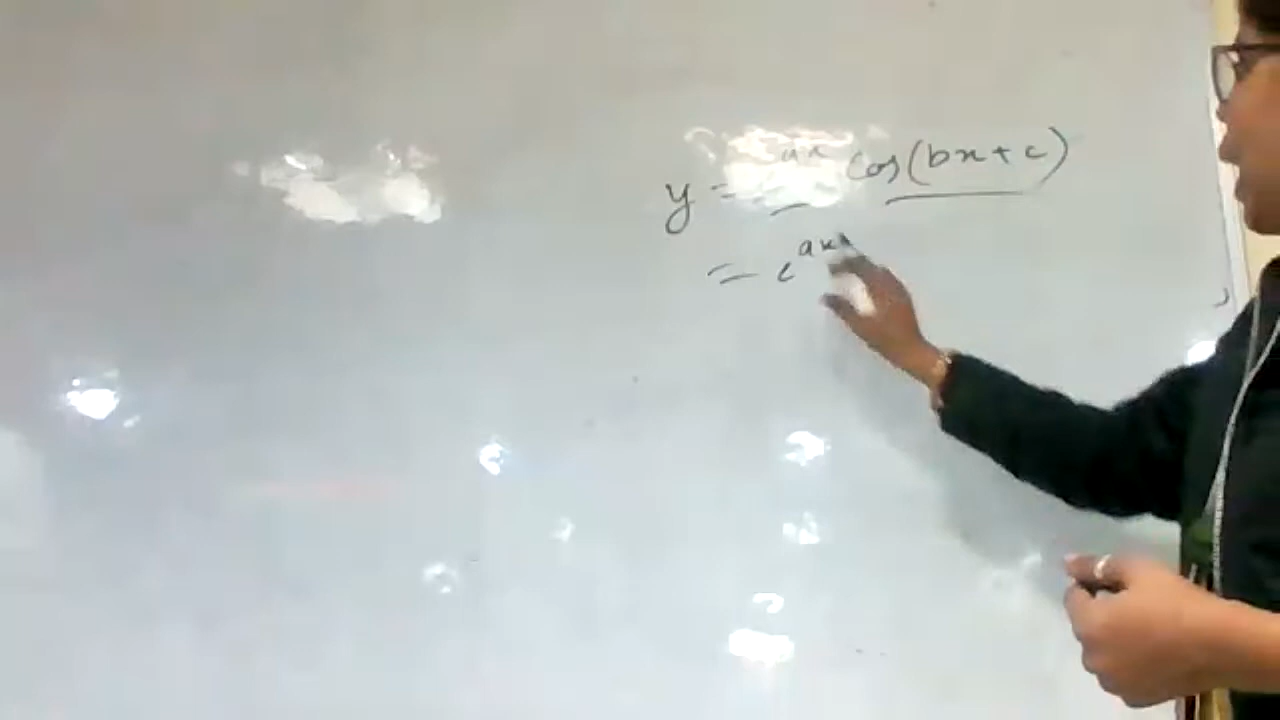 y = e^{ax} cos(bx+c)
= e^{ax}